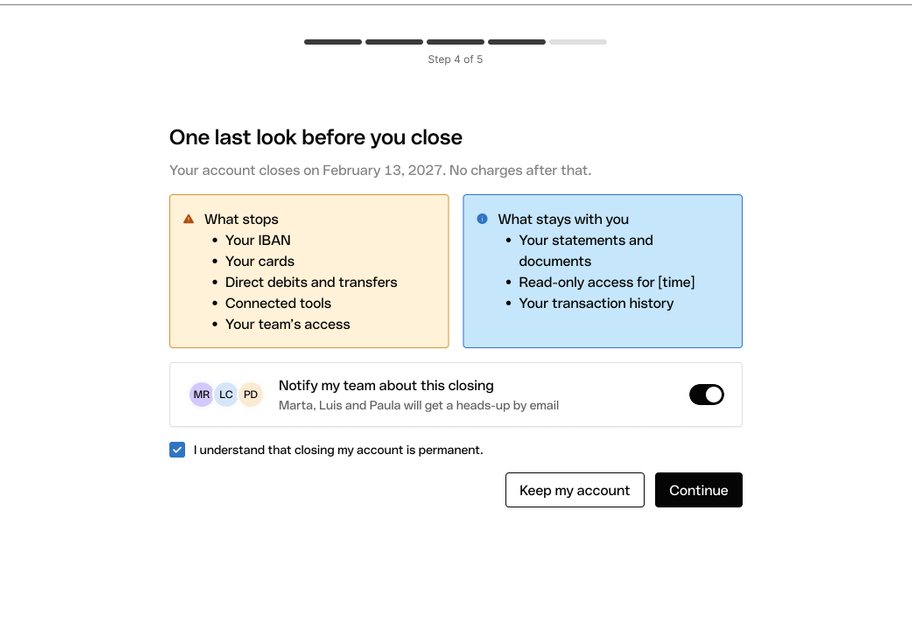 Step 4 of 5
One last look before you close
Your account closes on February 13, 2027. No charges after that.
What stops
• Your IBAN
• Your cards
• Direct debits and transfers
• Connected tools
• Your team's access
What stays with you
• Your statements and
documents
• Read-only access for [time]
• Your transaction history
MR LC PD
Notify my team about this closing
Marta, Luis and Paula will get a heads-up by email
I understand that closing my account is permanent.
Keep my account
Continue